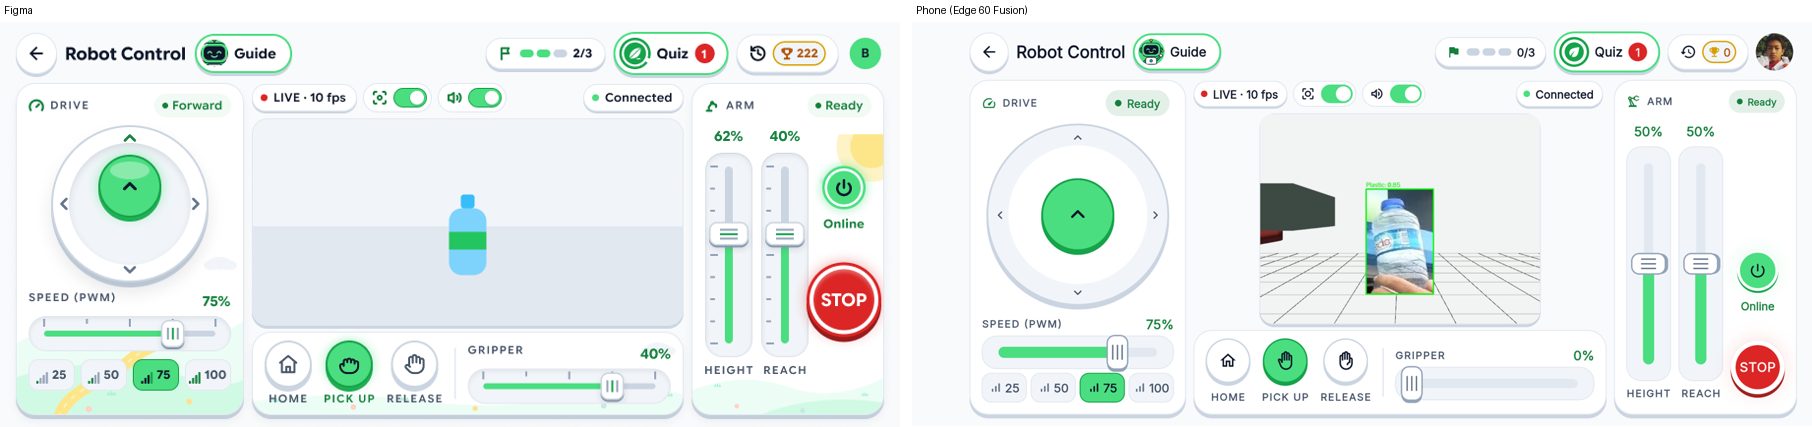 Figma
Robot Control
Guide
2/3
Quiz
1
222
B
DRIVE
Forward
LIVE · 10 fps
Connected
ARM
Ready
62%
40%
Online
STOP
SPEED (PWM)
75%
25
50
75
100
HOME
PICK UP
RELEASE
GRIPPER
40%
HEIGHT
REACH
Phone (Edge 60 Fusion)
Robot Control
Guide
0/3
Quiz
1
0
DRIVE
Ready
LIVE · 10 fps
Connected
ARM
Ready
50%
50%
Plastic 0.85
Online
STOP
SPEED (PWM)
75%
25
50
75
100
HOME
PICK UP
RELEASE
GRIPPER
0%
HEIGHT
REACH